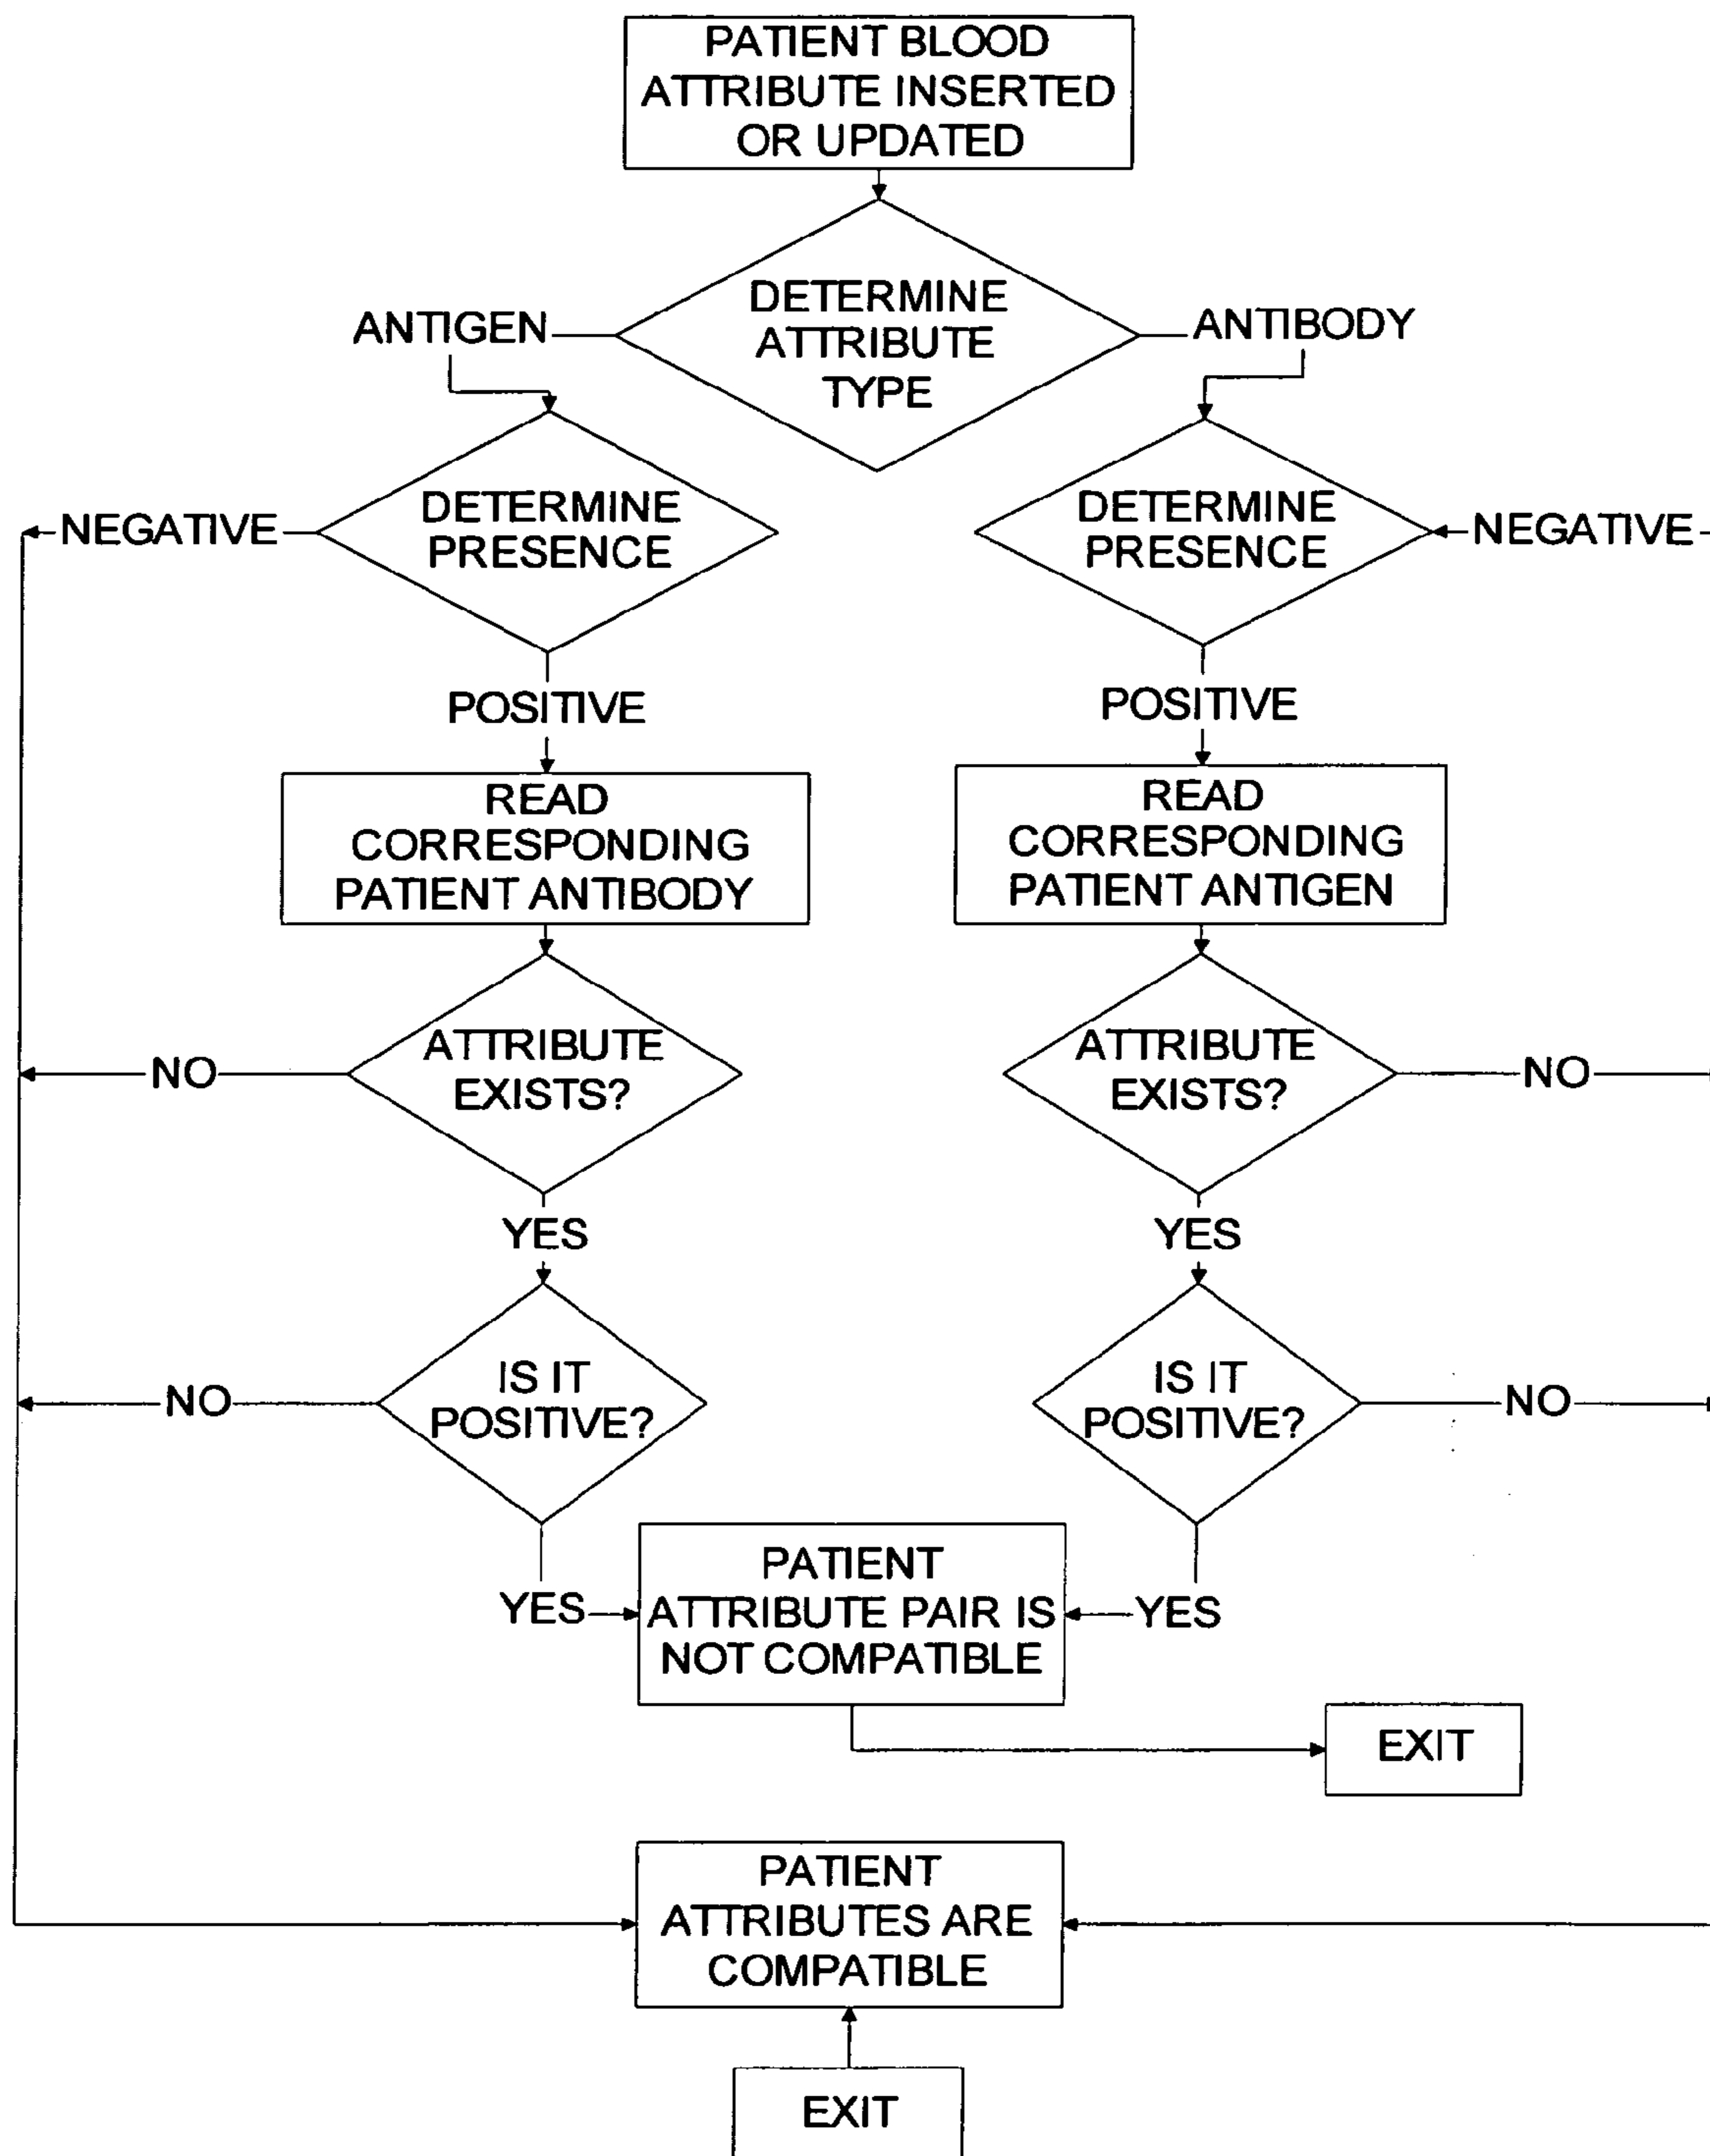 PATIENT BLOOD
ATTRIBUTE INSERTED
OR UPDATED
DETERMINE
ATTRIBUTE
TYPE
ANTIGEN
ANTIBODY
DETERMINE
PRESENCE
NEGATIVE
DETERMINE
PRESENCE
NEGATIVE
POSITIVE
POSITIVE
READ
CORRESPONDING
PATIENT ANTIBODY
READ
CORRESPONDING
PATIENT ANTIGEN
ATTRIBUTE
EXISTS?
NO
ATTRIBUTE
EXISTS?
NO
YES
YES
IS IT
POSITIVE?
NO
IS IT
POSITIVE?
NO
YES
YES
PATIENT
ATTRIBUTE PAIR IS
NOT COMPATIBLE
EXIT
PATIENT
ATTRIBUTES ARE
COMPATIBLE
EXIT